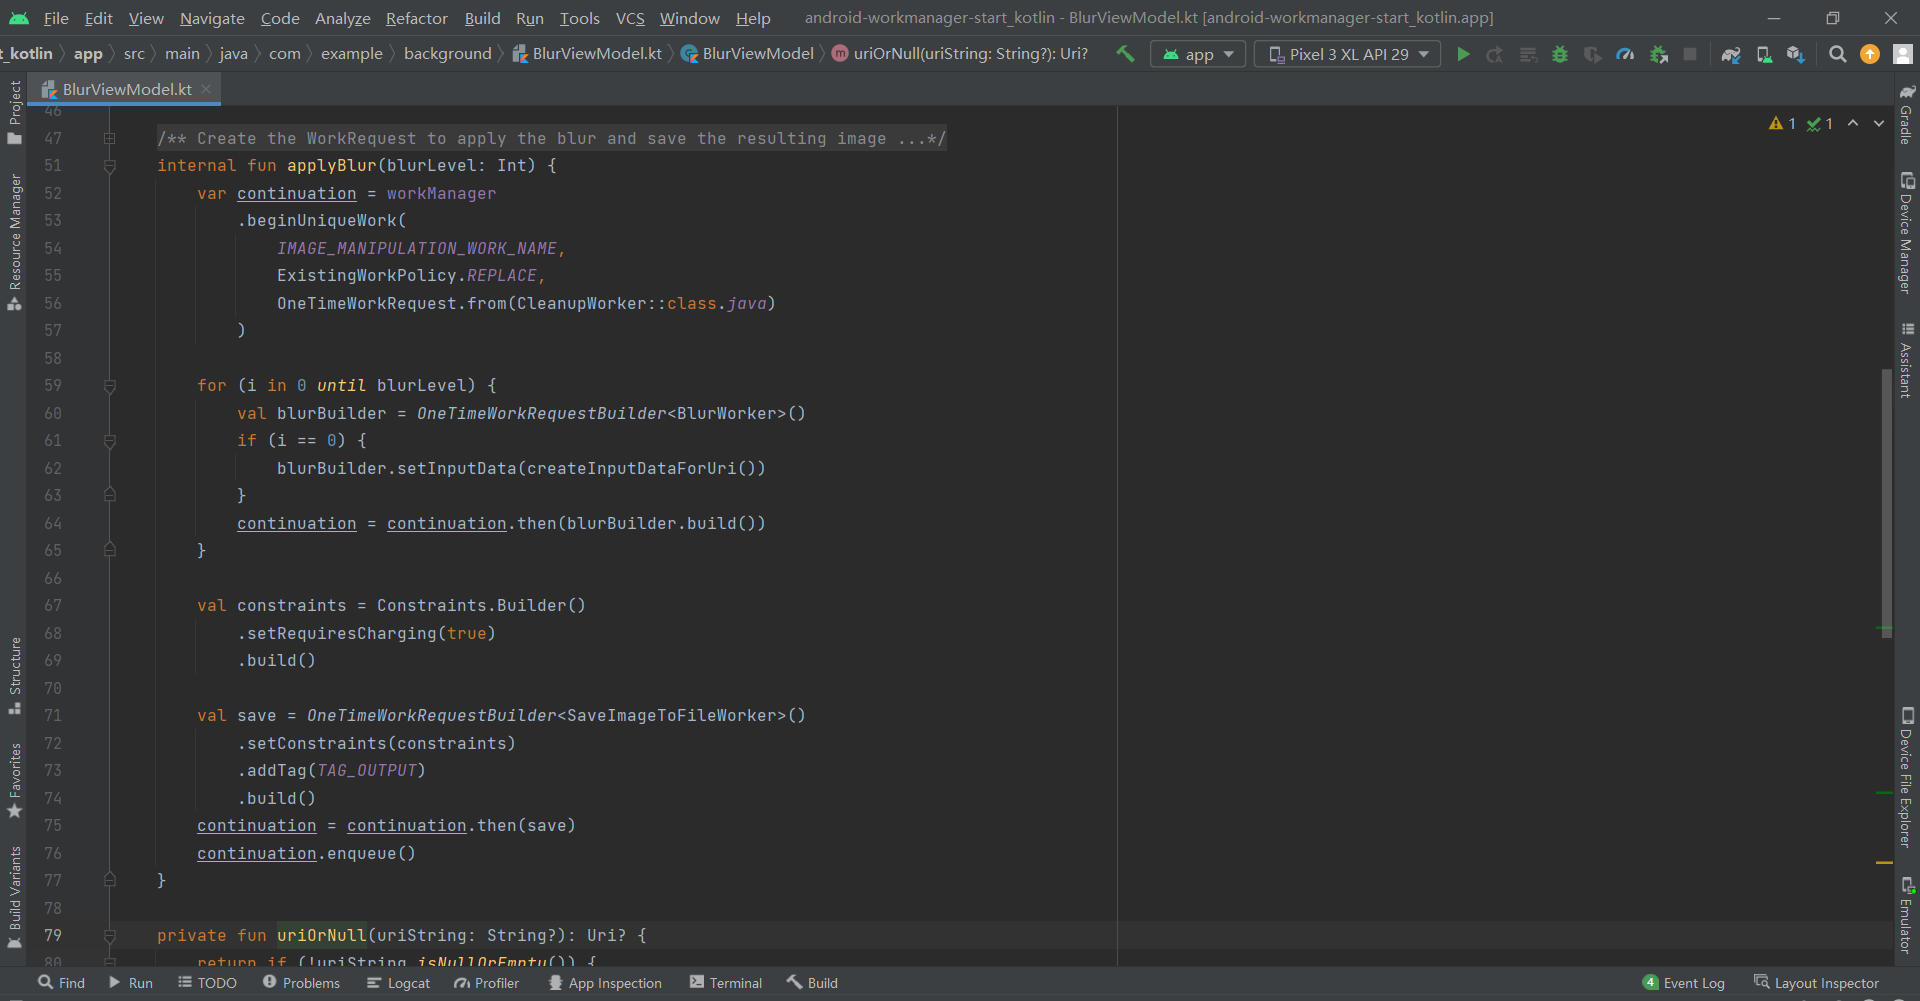 File Edit View Navigate Code Analyze Refactor Build Run Tools VCS Window Help android-workmanager-start_kotlin - BlurViewModel.kt [android-workmanager-start_kotlin.app]
t_kotlin app src main java com example background BlurViewModel.kt BlurViewModel uriOrNull(uriString: String?): Uri? app Pixel 3 XL API 29
BlurViewModel.kt
46
47 /** Create the WorkRequest to apply the blur and save the resulting image ...*/
51 internal fun applyBlur(blurLevel: Int) {
52 var continuation = workManager
53 .beginUniqueWork(
54 IMAGE_MANIPULATION_WORK_NAME,
55 ExistingWorkPolicy.REPLACE,
56 OneTimeWorkRequest.from(CleanupWorker::class.java)
57 )
58
59 for (i in 0 until blurLevel) {
60 val blurBuilder = OneTimeWorkRequestBuilder<BlurWorker>()
61 if (i == 0) {
62 blurBuilder.setInputData(createInputDataForUri())
63 }
64 continuation = continuation.then(blurBuilder.build())
65 }
66
67 val constraints = Constraints.Builder()
68 .setRequiresCharging(true)
69 .build()
70
71 val save = OneTimeWorkRequestBuilder<SaveImageToFileWorker>()
72 .setConstraints(constraints)
73 .addTag(TAG_OUTPUT)
74 .build()
75 continuation = continuation.then(save)
76 continuation.enqueue()
77 }
78
79 private fun uriOrNull(uriString: String?): Uri? {
80 return if (!uriString.isNullOrEmpty()) {
1 1
Project
Resource Manager
Structure
Favorites
Build Variants
Gradle
Device Manager
Assistant
Device File Explorer
Emulator
Find Run TODO Problems Logcat Profiler App Inspection Terminal Build 4 Event Log Layout Inspector